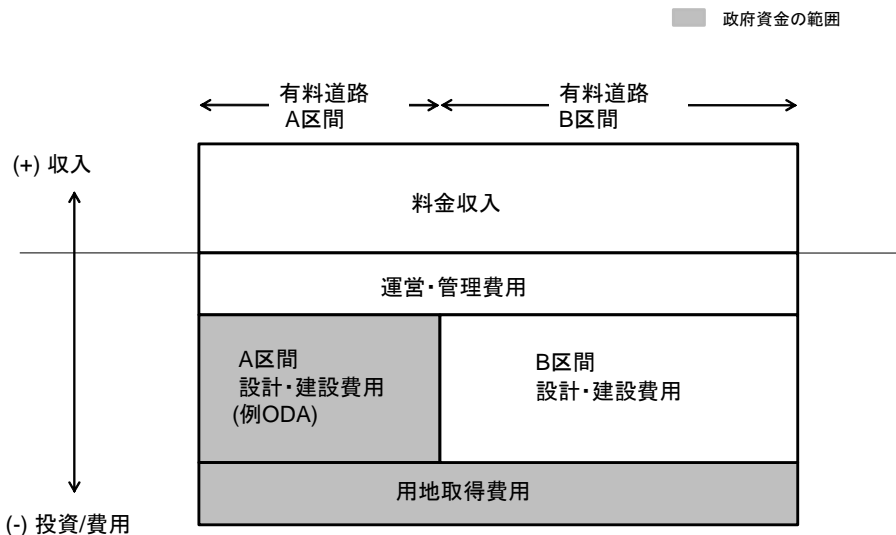 政府資金の範囲
有料道路
A区間
有料道路
B区間
(+) 収入
料金収入
運営・管理費用
A区間
設計・建設費用
(例ODA)
B区間
設計・建設費用
用地取得費用
(-) 投資/費用